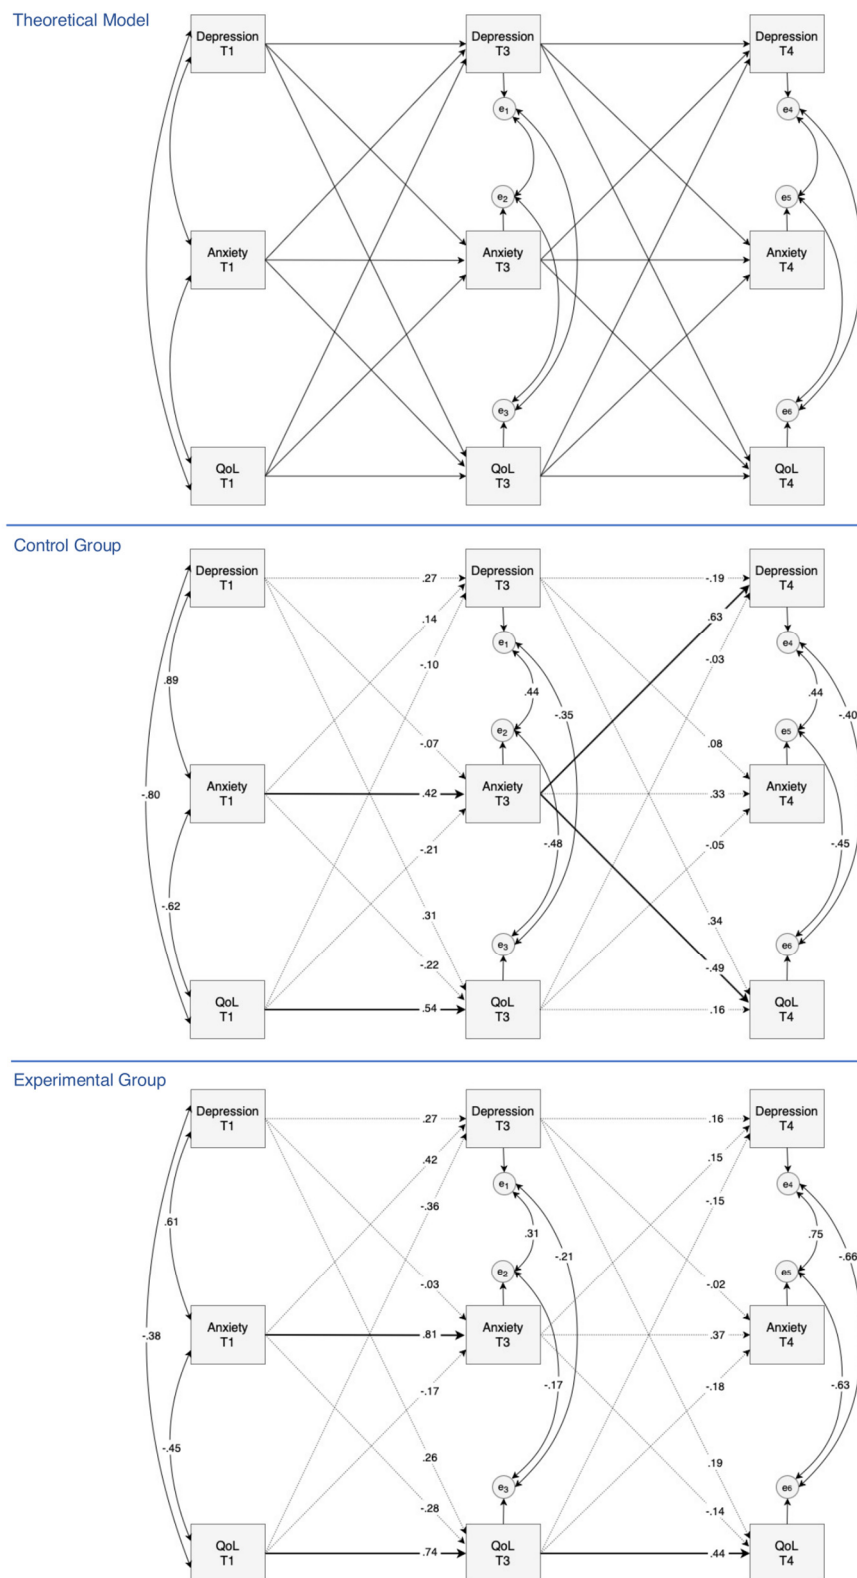 Theoretical Model
Depression
T1
Depression
T3
Depression
T4
e1
e4
e2
e5
Anxiety
T1
Anxiety
T3
Anxiety
T4
e3
e6
QoL
T1
QoL
T3
QoL
T4
Control Group
Depression
T1
.27
Depression
T3
-.19
Depression
T4
.14
.63
e1
e4
-.10
-.03
.89
.44
.44
-.35
-.40
e2
e5
-.07
.08
-.80
Anxiety
T1
.42
Anxiety
T3
.33
Anxiety
T4
-.21
-.48
-.05
-.45
-.62
.31
.34
e3
e6
-.22
-.49
QoL
T1
.54
QoL
T3
.16
QoL
T4
Experimental Group
Depression
T1
.27
Depression
T3
.16
Depression
T4
.42
.15
e1
e4
-.36
-.15
.61
.31
.75
-.21
-.66
e2
e5
-.03
-.02
-.38
Anxiety
T1
.81
Anxiety
T3
.37
Anxiety
T4
-.17
-.17
-.18
-.63
-.45
.26
.19
e3
e6
-.28
-.14
QoL
T1
.74
QoL
T3
.44
QoL
T4